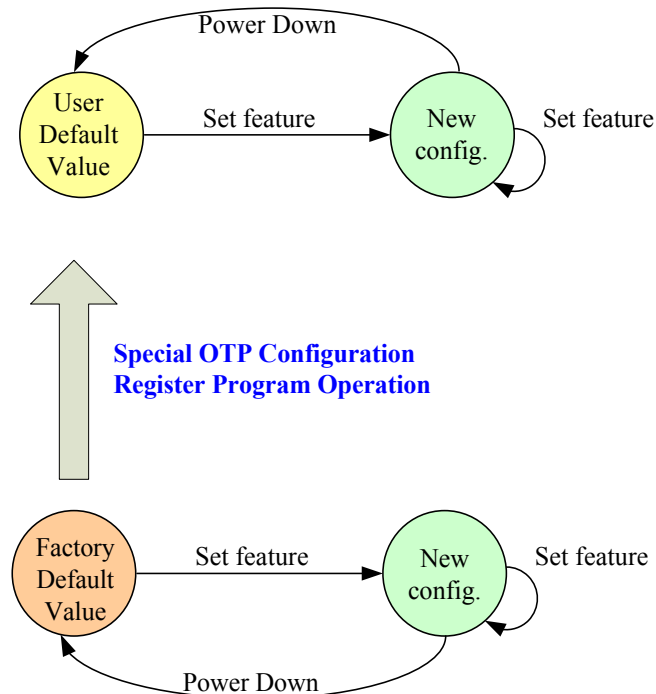 Power Down
User
Default
Value
Set feature
New
config.
Set feature
Special OTP Configuration
Register Program Operation
Factory
Default
Value
Set feature
New
config.
Set feature
Power Down